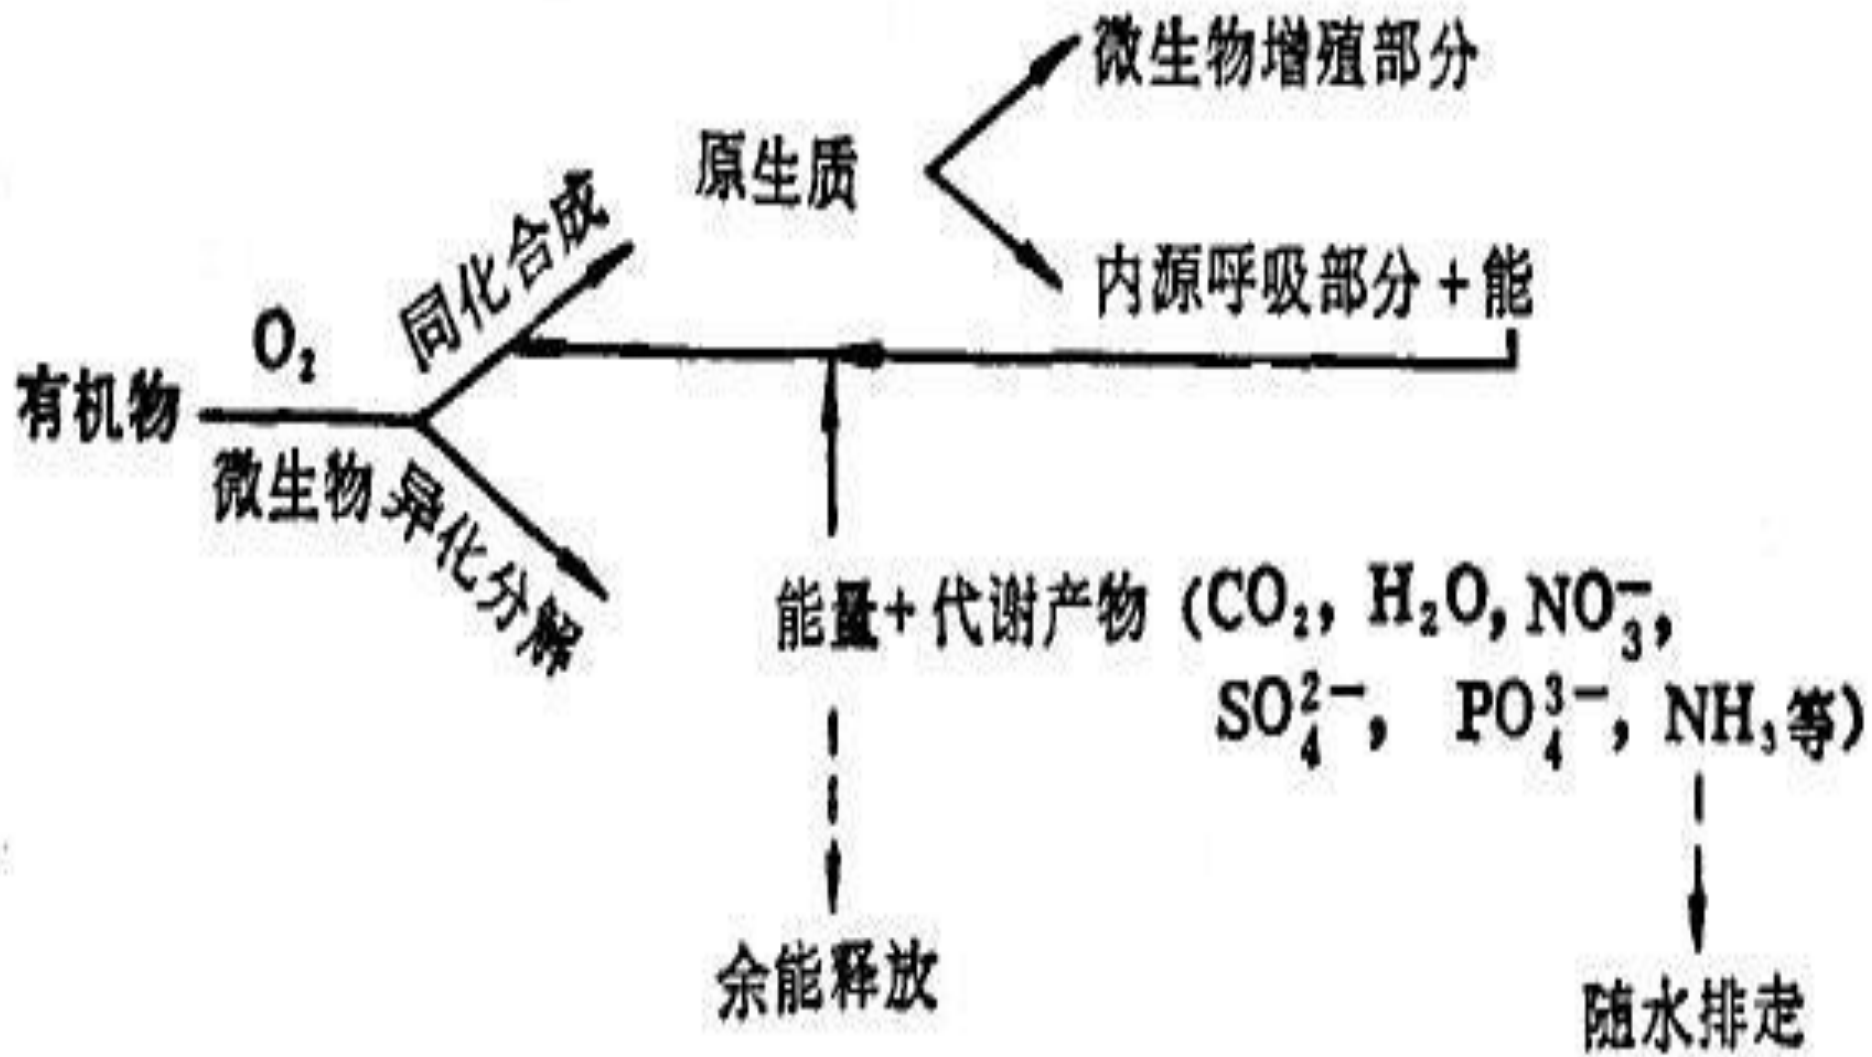 微生物增殖部分
原生质
同化合成
内源呼吸部分+能
O₂
有机物
微生物
异化分解
能量+代谢产物 (CO₂, H₂O, NO₃⁻,
SO₄²⁻, PO₄³⁻, NH₃等)
余能释放
随水排走